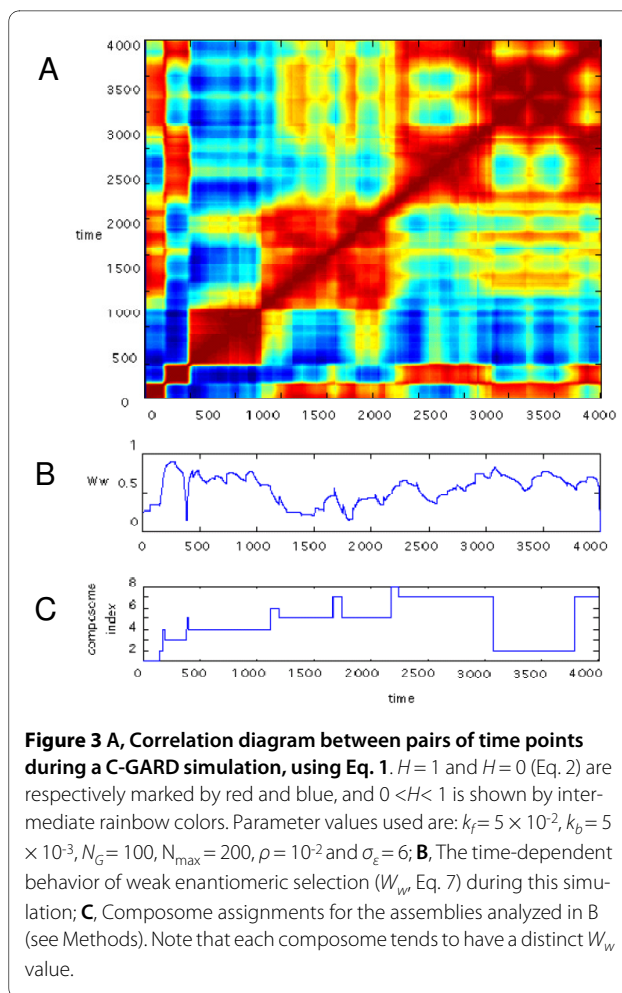 A
4000
3500
3000
2500
2000
time
1500
1000
500
0
0 500 1000 1500 2000 2500 3000 3500 4000
B
1
Ww 0.5
0
0 500 1000 1500 2000 2500 3000 3500 4000
C
8
6
composome
index
4
2
0 500 1000 1500 2000 2500 3000 3500 4000
time
Figure 3 A, Correlation diagram between pairs of time points
during a C-GARD simulation, using Eq. 1. H = 1 and H = 0 (Eq. 2) are
respectively marked by red and blue, and 0 <H< 1 is shown by inter-
mediate rainbow colors. Parameter values used are: kf = 5 × 10-2, kb = 5
× 10-3, NG = 100, Nmax = 200, ρ = 10-2 and σε = 6; B, The time-dependent
behavior of weak enantiomeric selection (Ww, Eq. 7) during this simu-
lation; C, Composome assignments for the assemblies analyzed in B
(see Methods). Note that each composome tends to have a distinct Ww
value.